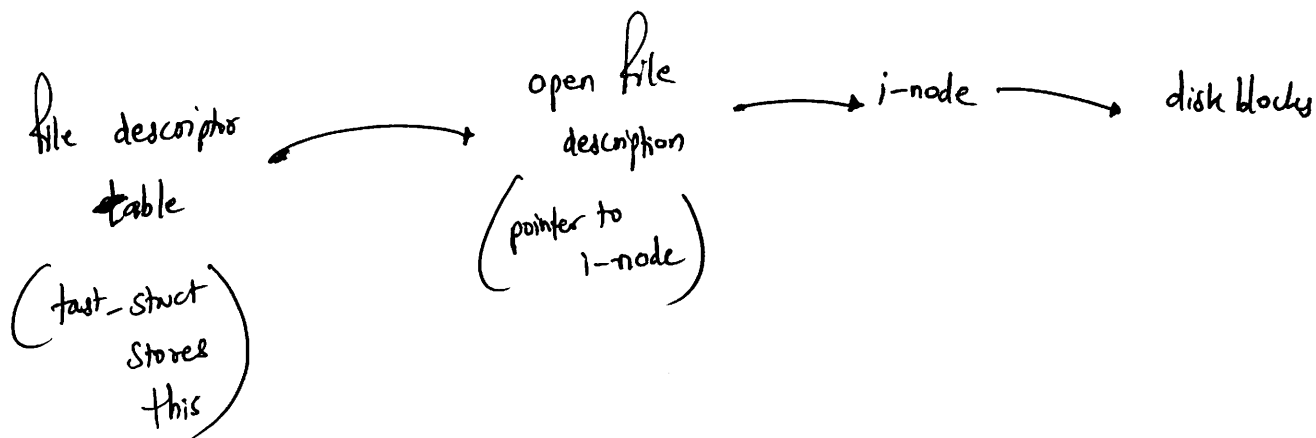 file descriptor
table
(task_struct
stores
this)
open file
description
(pointer to
i-node)
i-node
disk blocks